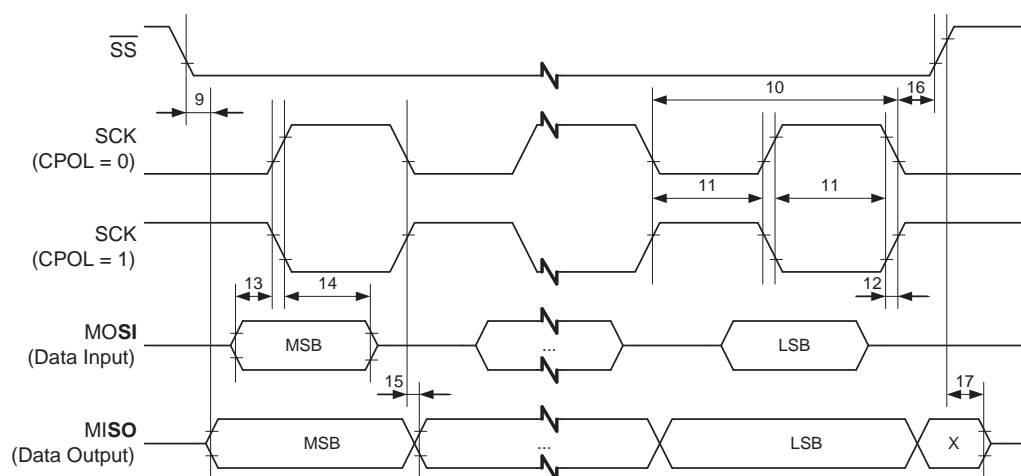 SS
9
10
16
SCK
(CPOL = 0)
11
11
SCK
(CPOL = 1)
12
13
14
MOSI
(Data Input)
MSB
...
LSB
15
17
MISO
(Data Output)
MSB
...
LSB
X